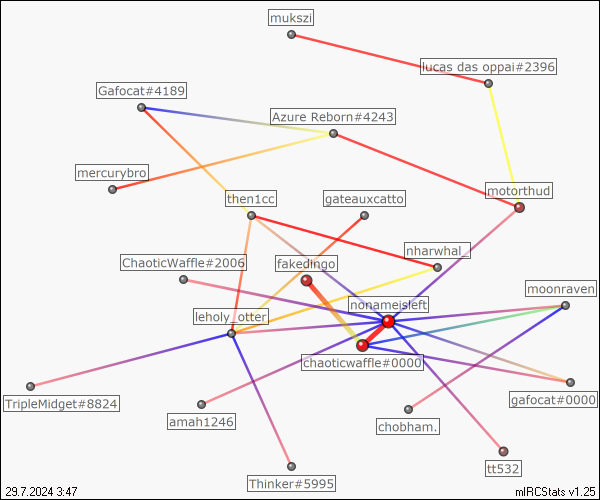 mukszi
lucas das oppai#2396
Gafocat#4189
Azure Reborn#4243
mercurybro
motorthud
then1cc
gateauxcatto
nharwhal_
ChaoticWaffle#2006
fakedingo
moonraven
nonameisleft
leholy_otter
Chaoticwaffle#0000
gafocat#0000
TripleMidget#8824
amah1246
chobham.
tt532
Thinker#5995
29.7.2024 3:47
mIRCStats v1.25